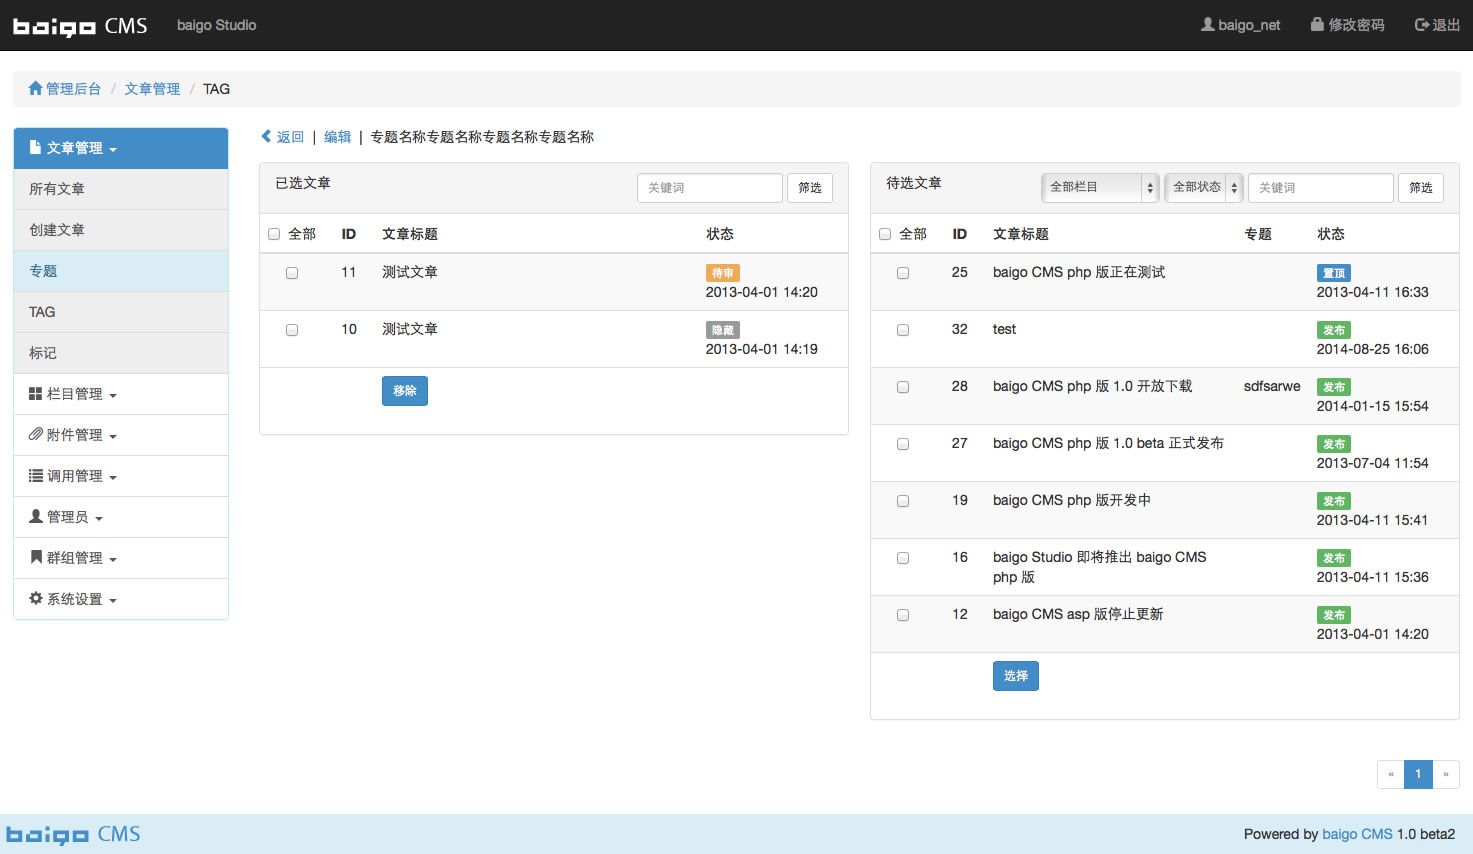 baigo CMS baigo Studio baigo_net 修改密码 退出
管理后台 / 文章管理 / TAG
文章管理
所有文章
创建文章
专题
TAG
标记
栏目管理
附件管理
调用管理
管理员
群组管理
系统设置
返回 | 编辑 | 专题名称专题名称专题名称专题名称
已选文章 关键词 筛选
全部 ID 文章标题 状态
11 测试文章 待审
2013-04-01 14:20
10 测试文章 隐藏
2013-04-01 14:19
移除
待选文章 全部栏目 全部状态 关键词 筛选
全部 ID 文章标题 专题 状态
25 baigo CMS php 版正在测试 置顶
2013-04-11 16:33
32 test 发布
2014-08-25 16:06
28 baigo CMS php 版 1.0 开放下载 sdfsarwe 发布
2014-01-15 15:54
27 baigo CMS php 版 1.0 beta 正式发布 发布
2013-07-04 11:54
19 baigo CMS php 版开发中 发布
2013-04-11 15:41
16 baigo Studio 即将推出 baigo CMS 发布
php 版 2013-04-11 15:36
12 baigo CMS asp 版停止更新 发布
2013-04-01 14:20
选择
« 1 »
baigo CMS Powered by baigo CMS 1.0 beta2